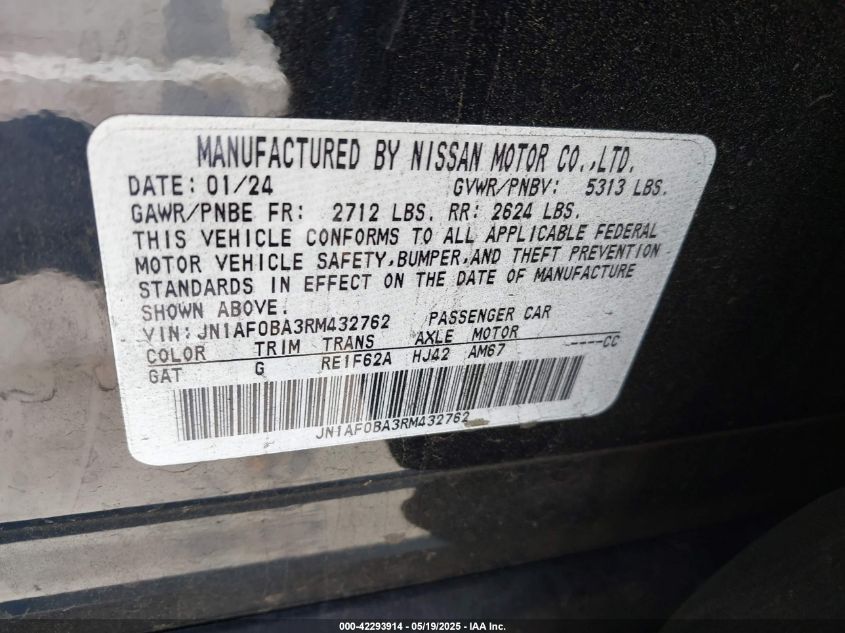 MANUFACTURED BY NISSAN MOTOR CO.,LTD.
DATE: 01/24 GVWR/PNBV: 5313 LBS.
GAWR/PNBE FR: 2712 LBS. RR: 2624 LBS.
THIS VEHICLE CONFORMS TO ALL APPLICABLE FEDERAL
MOTOR VEHICLE SAFETY,BUMPER,AND THEFT PREVENTION
STANDARDS IN EFFECT ON THE DATE OF MANUFACTURE
SHOWN ABOVE.
VIN: JN1AF0BA3RM432762 PASSENGER CAR
COLOR TRIM TRANS AXLE MOTOR
GAT G RE1F62A HJ42 AM67 ----CC
JN1AF0BA3RM432762
000-42293914 - 05/19/2025 - IAA Inc.